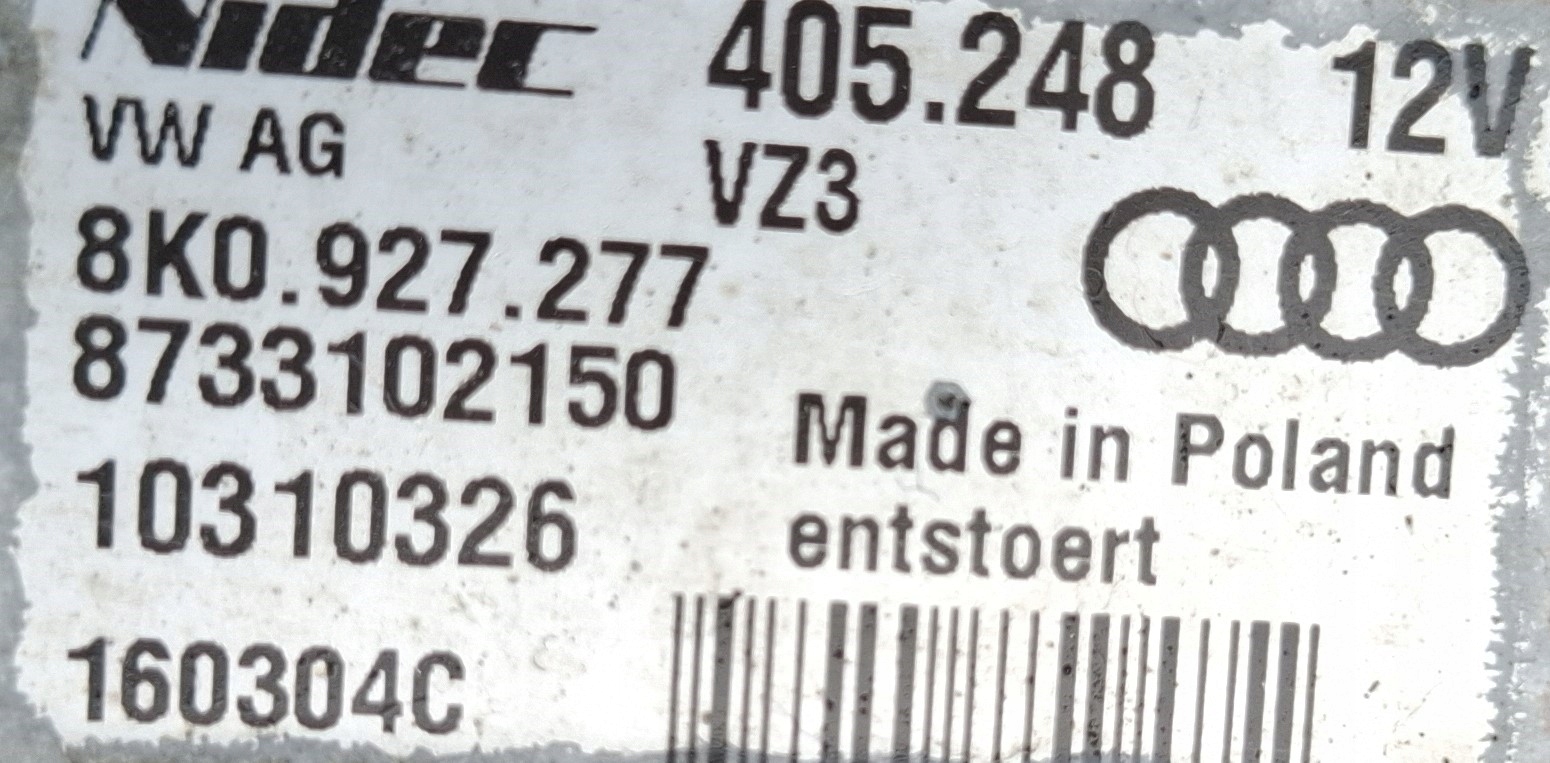 Nidec 405.248 12V
VW AG VZ3
8K0.927.277
8733102150
Made in Poland
10310326
entstoert
160304C